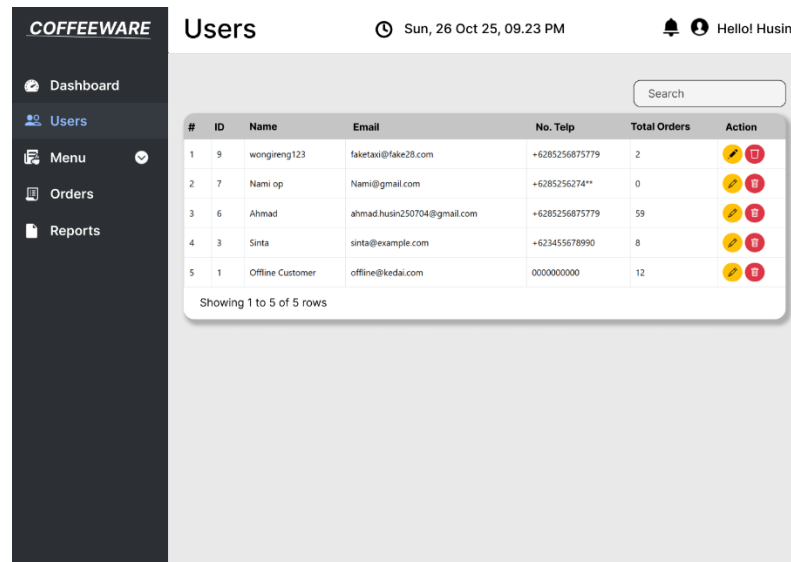 COFFEEWARE
Users
Sun, 26 Oct 25, 09.23 PM
Hello! Husin
Dashboard
Users
Menu
Orders
Reports
Search
# ID Name Email No. Telp Total Orders Action
1 9 wongireng123 faketaxi@fake28.com +6285256875779 2
2 7 Nami op Nami@gmail.com +6285256274** 0
3 6 Ahmad ahmad.husin250704@gmail.com +6285256875779 59
4 3 Sinta sinta@example.com +623455678990 8
5 1 Offline Customer offline@kedai.com 0000000000 12
Showing 1 to 5 of 5 rows